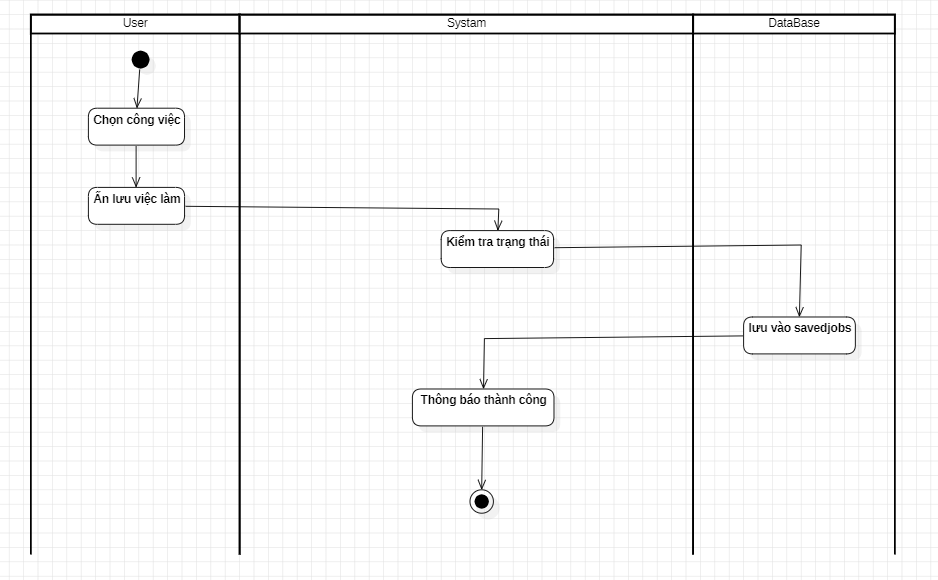 User
Systam
DataBase
Chọn công việc
Ấn lưu việc làm
Kiểm tra trạng thái
lưu vào savedjobs
Thông báo thành công